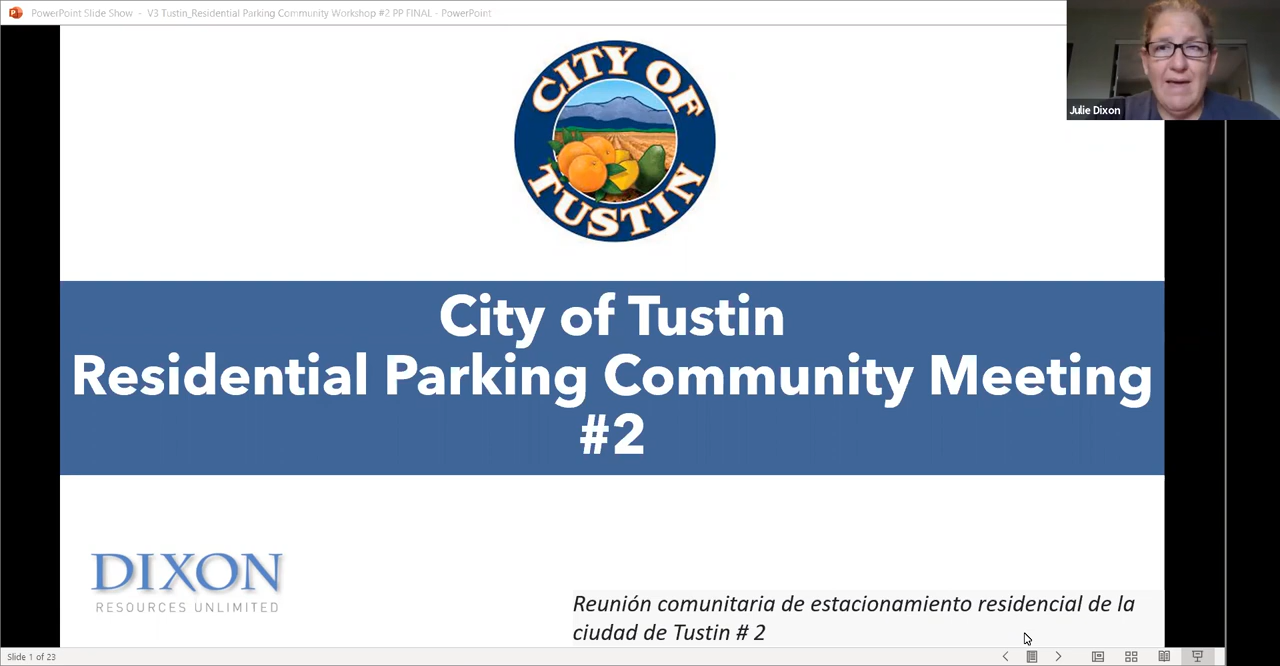 PowerPoint Slide Show - V3 Tustin_Residential Parking Community Workshop #2 PP FINAL - PowerPoint
Julie Dixon
CITY OF
TUSTIN
City of Tustin
Residential Parking Community Meeting
#2
DIXON
RESOURCES UNLIMITED
Reunión comunitaria de estacionamiento residencial de la
ciudad de Tustin # 2
Slide 1 of 23